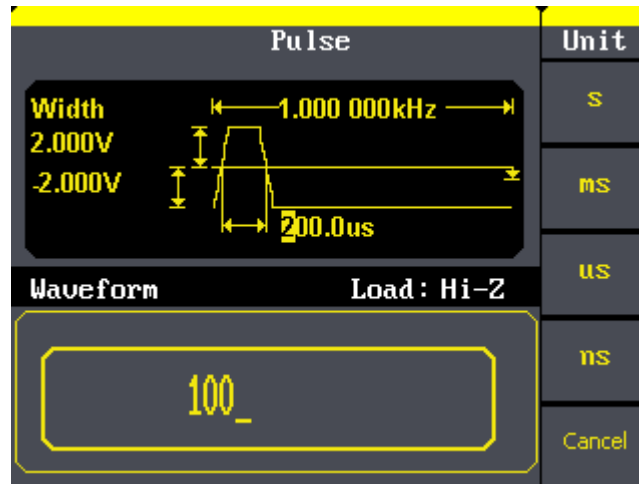 Pulse
Unit
Width
1.000 000kHz
2.000V
-2.000V
200.0us
Waveform
Load: Hi-Z
100_
s
ms
us
ns
Cancel